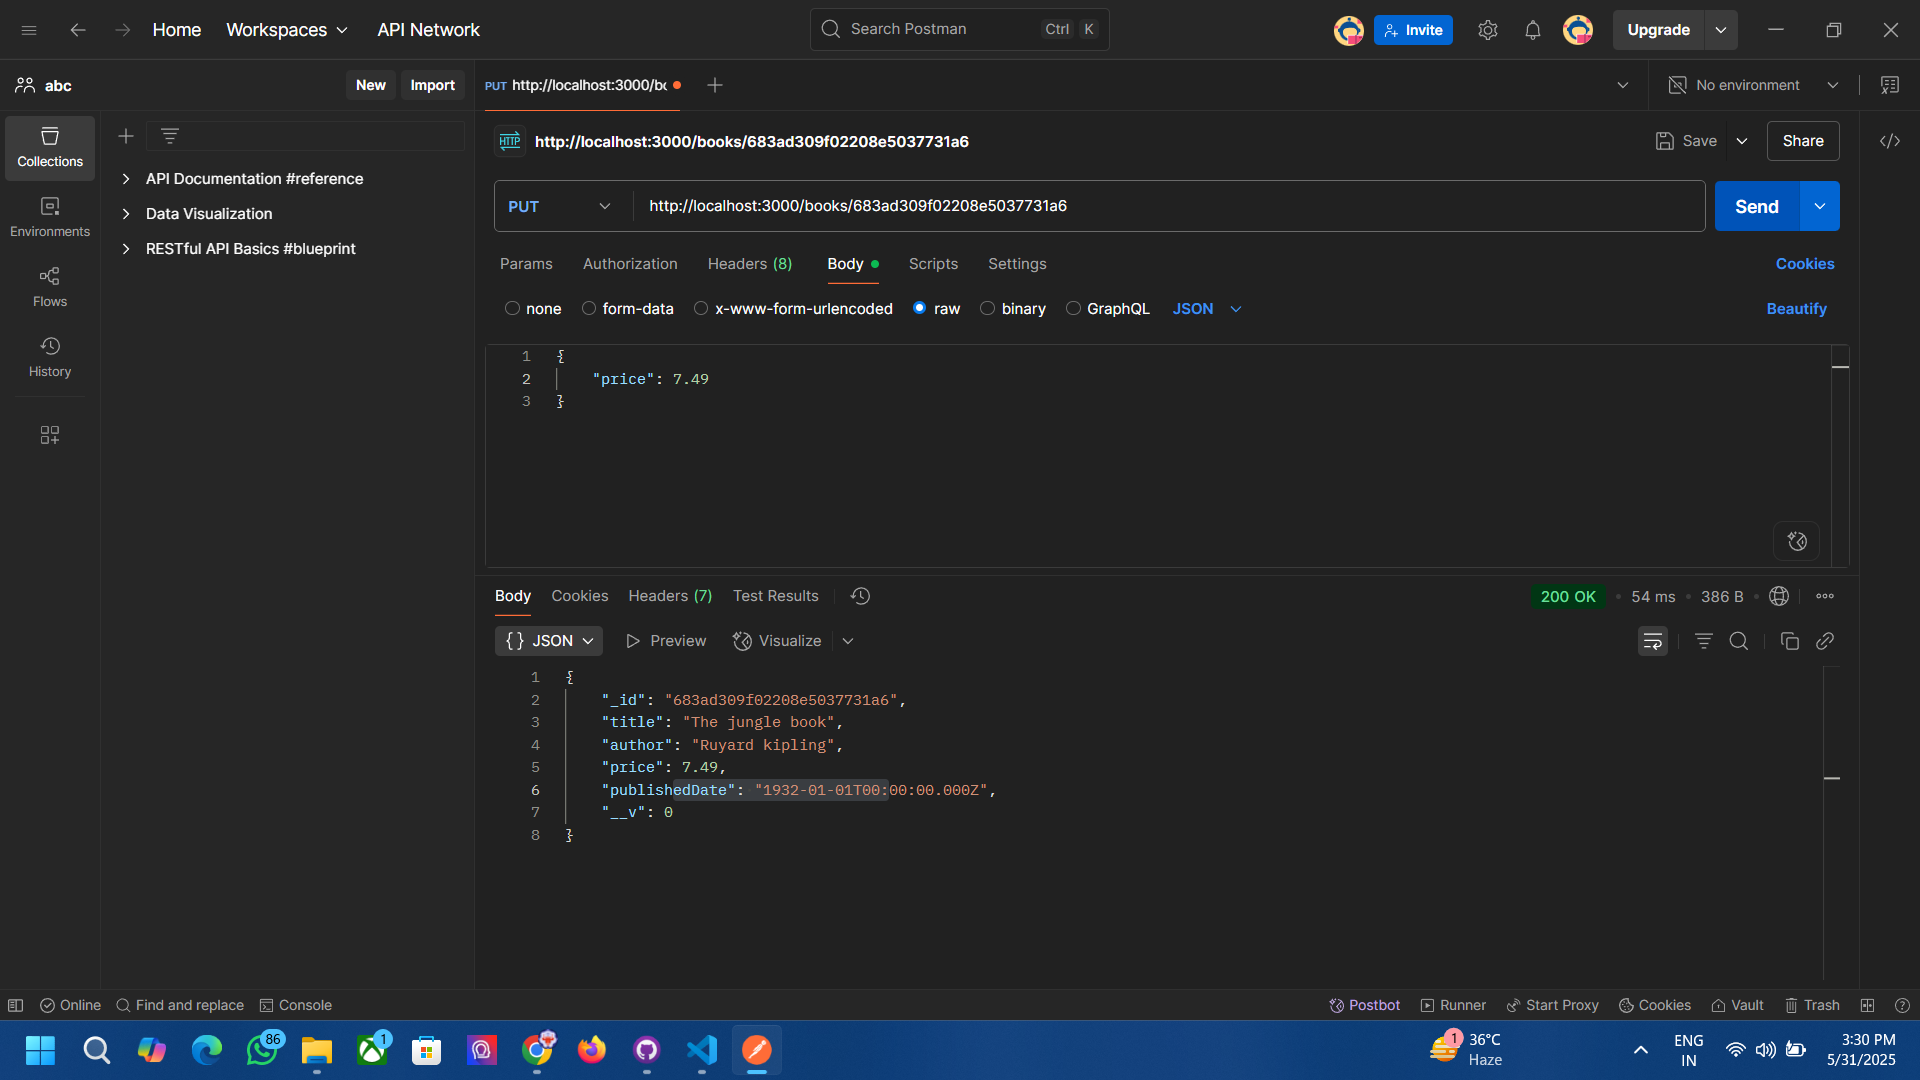 Home Workspaces API Network Search Postman Ctrl K Invite Upgrade
abc New Import PUT http://localhost:3000/bo No environment
HTTP http://localhost:3000/books/683ad309f02208e5037731a6 Save Share
Collections
Environments
Flows
History
API Documentation #reference
Data Visualization
RESTful API Basics #blueprint
PUT http://localhost:3000/books/683ad309f02208e5037731a6 Send
Params Authorization Headers (8) Body Scripts Settings Cookies
none form-data x-www-form-urlencoded raw binary GraphQL JSON Beautify
1 {
2 "price": 7.49
3 }
Body Cookies Headers (7) Test Results 200 OK • 54 ms • 386 B
{} JSON Preview Visualize
1 {
2 "_id": "683ad309f02208e5037731a6",
3 "title": "The jungle book",
4 "author": "Ruyard kipling",
5 "price": 7.49,
6 "publishedDate": "1932-01-01T00:00:00.000Z",
7 "__v": 0
8 }
Online Find and replace Console Postbot Runner Start Proxy Cookies Vault Trash
86 1 1 36°C ENG 3:30 PM
Haze IN 5/31/2025